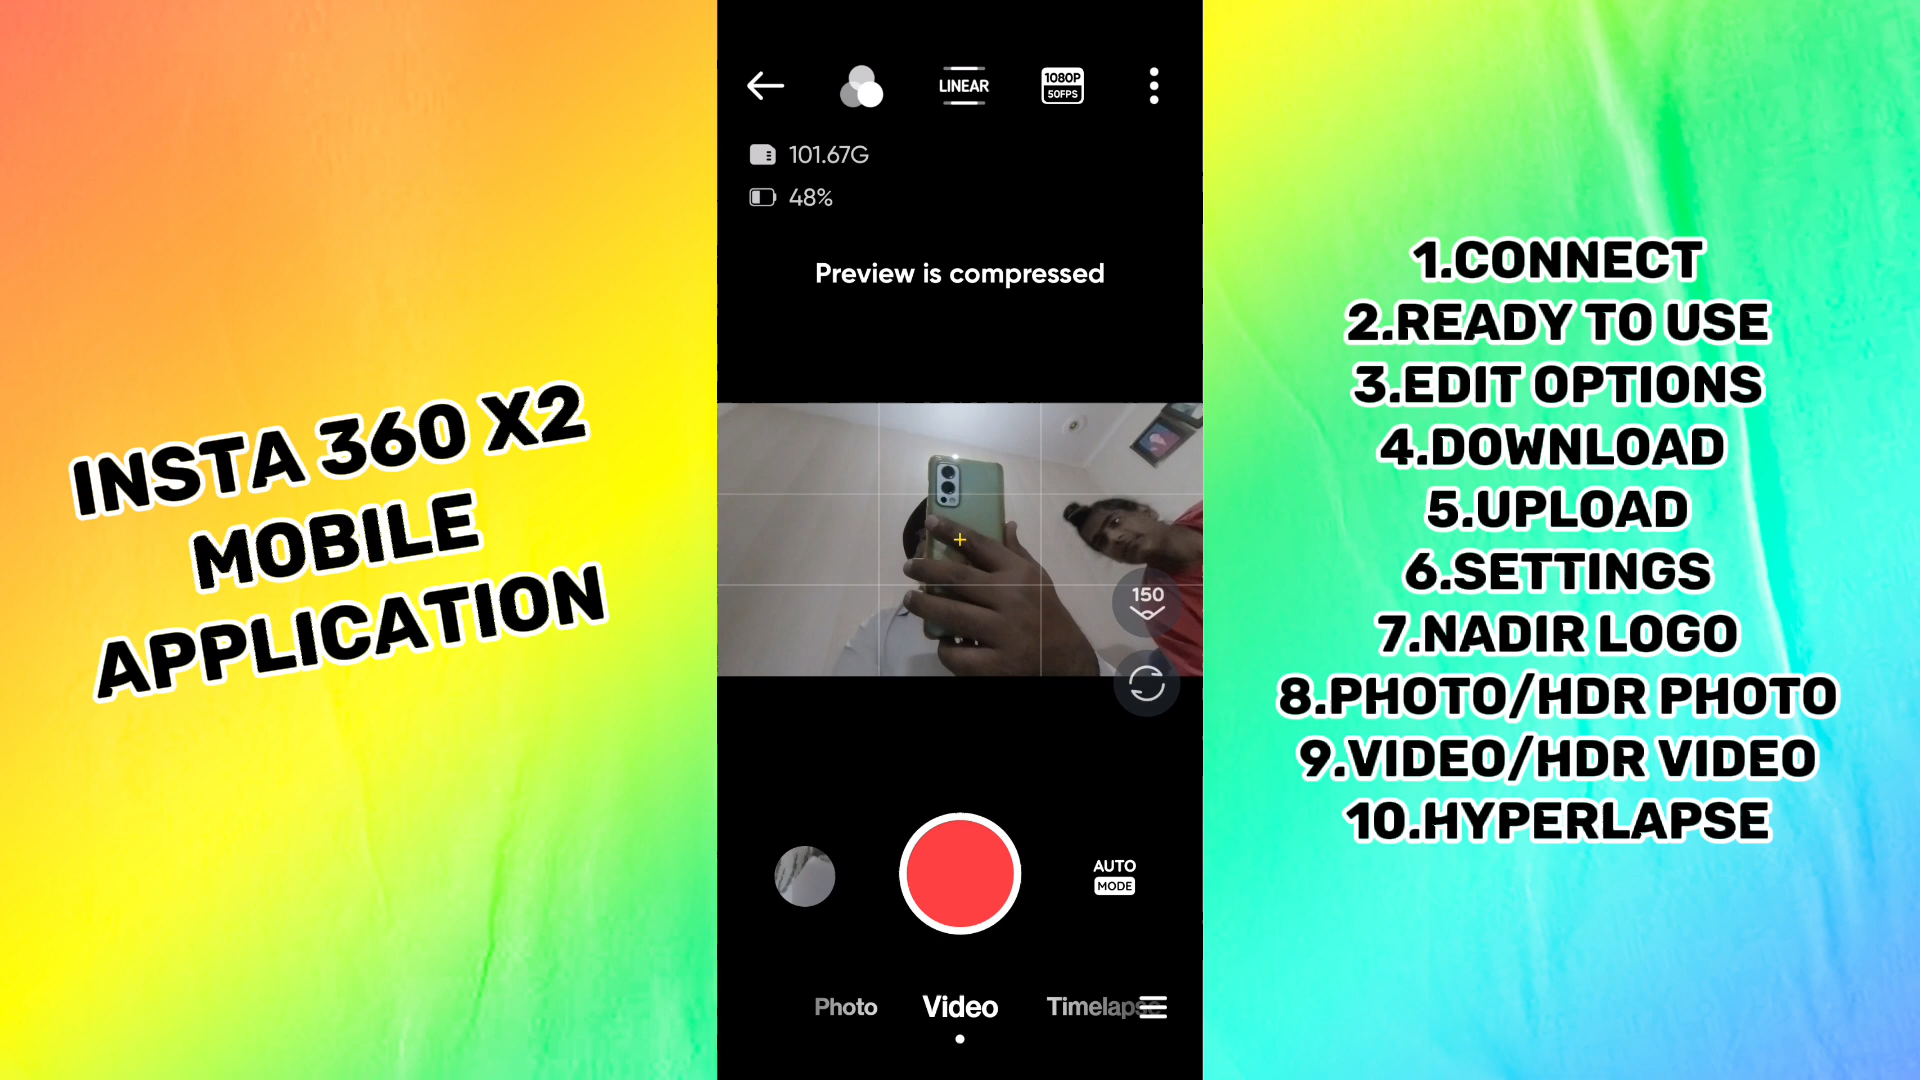 INSTA 360 X2
MOBILE
APPLICATION
LINEAR
1080P
50FPS
101.67G
48%
Preview is compressed
150
AUTO
MODE
Photo
Video
Timelapse
1.CONNECT
2.READY TO USE
3.EDIT OPTIONS
4.DOWNLOAD
5.UPLOAD
6.SETTINGS
7.NADIR LOGO
8.PHOTO/HDR PHOTO
9.VIDEO/HDR VIDEO
10.HYPERLAPSE